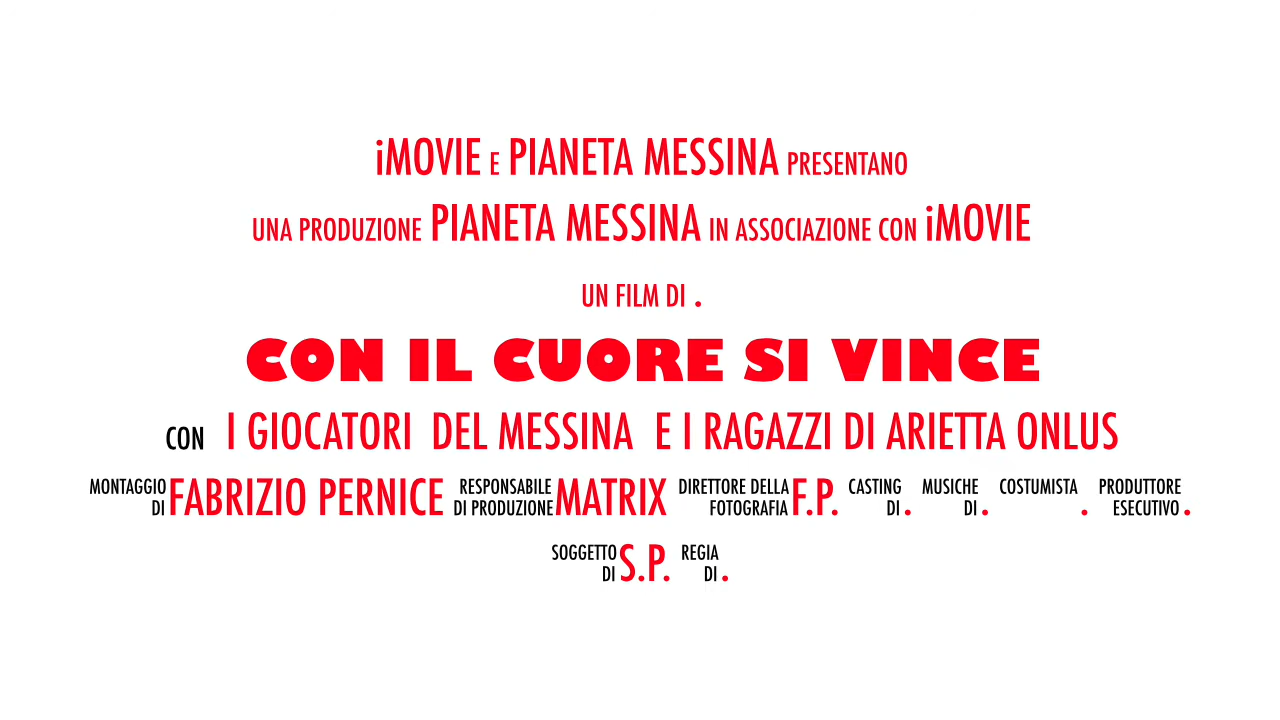 iMOVIE E PIANETA MESSINA PRESENTANO
UNA PRODUZIONE PIANETA MESSINA IN ASSOCIAZIONE CON iMOVIE
UN FILM DI .
CON IL CUORE SI VINCE
CON I GIOCATORI DEL MESSINA E I RAGAZZI DI ARIETTA ONLUS
MONTAGGIO DI FABRIZIO PERNICE RESPONSABILE DI PRODUZIONE MATRIX DIRETTORE DELLA FOTOGRAFIA F.P. CASTING DI . MUSICHE DI . COSTUMISTA . PRODUTTORE ESECUTIVO .
SOGGETTO DI S.P. REGIA DI .